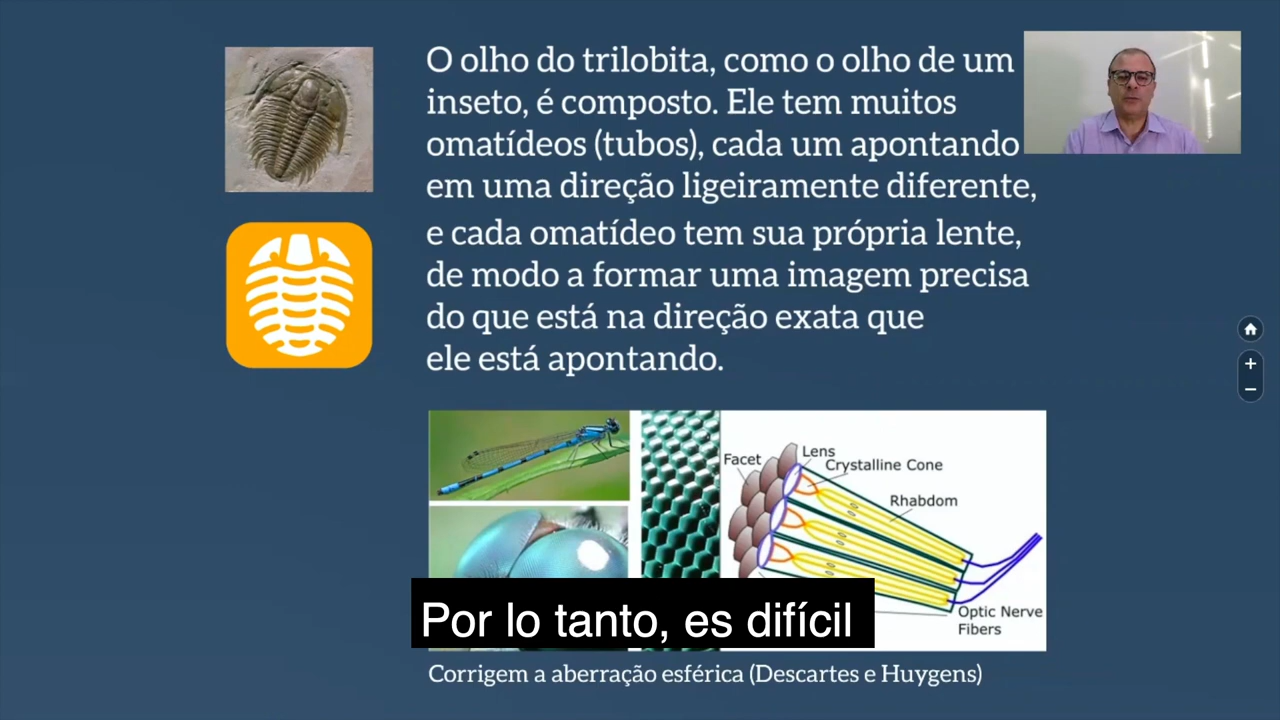 O olho do trilobita, como o olho de um
inseto, é composto. Ele tem muitos
omatídeos (tubos), cada um apontando
em uma direção ligeiramente diferente,
e cada omatídeo tem sua própria lente,
de modo a formar uma imagem precisa
do que está na direção exata que
ele está apontando.
Facet
Lens
Crystalline Cone
Rhabdom
Optic Nerve
Fibers
Por lo tanto, es difícil
Corrigem a aberração esférica (Descartes e Huygens)